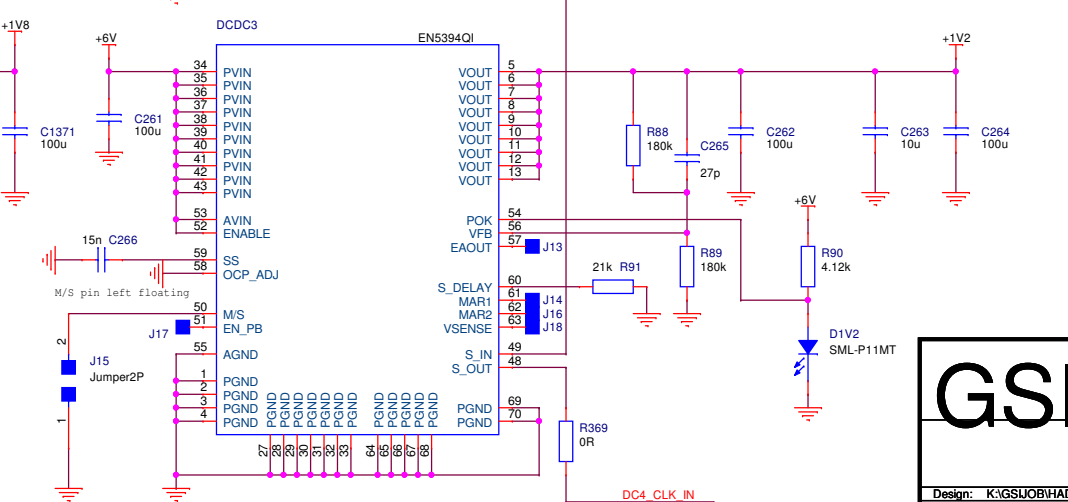 +1V8
+6V
DCDC3
EN5394QI
+1V2
C1371
100u
C261
100u
34 PVIN
35 PVIN
36 PVIN
37 PVIN
38 PVIN
39 PVIN
40 PVIN
41 PVIN
42 PVIN
43 PVIN
53 AVIN
52 ENABLE
59 SS
58 OCP_ADJ
50 M/S
51 EN_PB
55 AGND
1 PGND
2 PGND
3 PGND
4 PGND
VOUT 5
VOUT 6
VOUT 7
VOUT 8
VOUT 9
VOUT 10
VOUT 11
VOUT 12
VOUT 13
POK 54
VFB 56
EAOUT 57
S_DELAY 60
MAR1 61
MAR2 62
VSENSE 63
S_IN 49
S_OUT 48
PGND 69
PGND 70
PGND 27
PGND 28
PGND 29
PGND 30
PGND 31
PGND 32
PGND 33
PGND 64
PGND 65
PGND 66
PGND 67
PGND 68
15n C266
M/S pin left floating
J17
2
J15
Jumper2P
1
R88
180k
C265
27p
C262
100u
C263
10u
C264
100u
J13
R89
180k
+6V
R90
4.12k
21k R91
J14
J16
J18
D1V2
SML-P11MT
R369
0R
DC4_CLK_IN
GSI
Design: K:\GSI\JOB\HAD